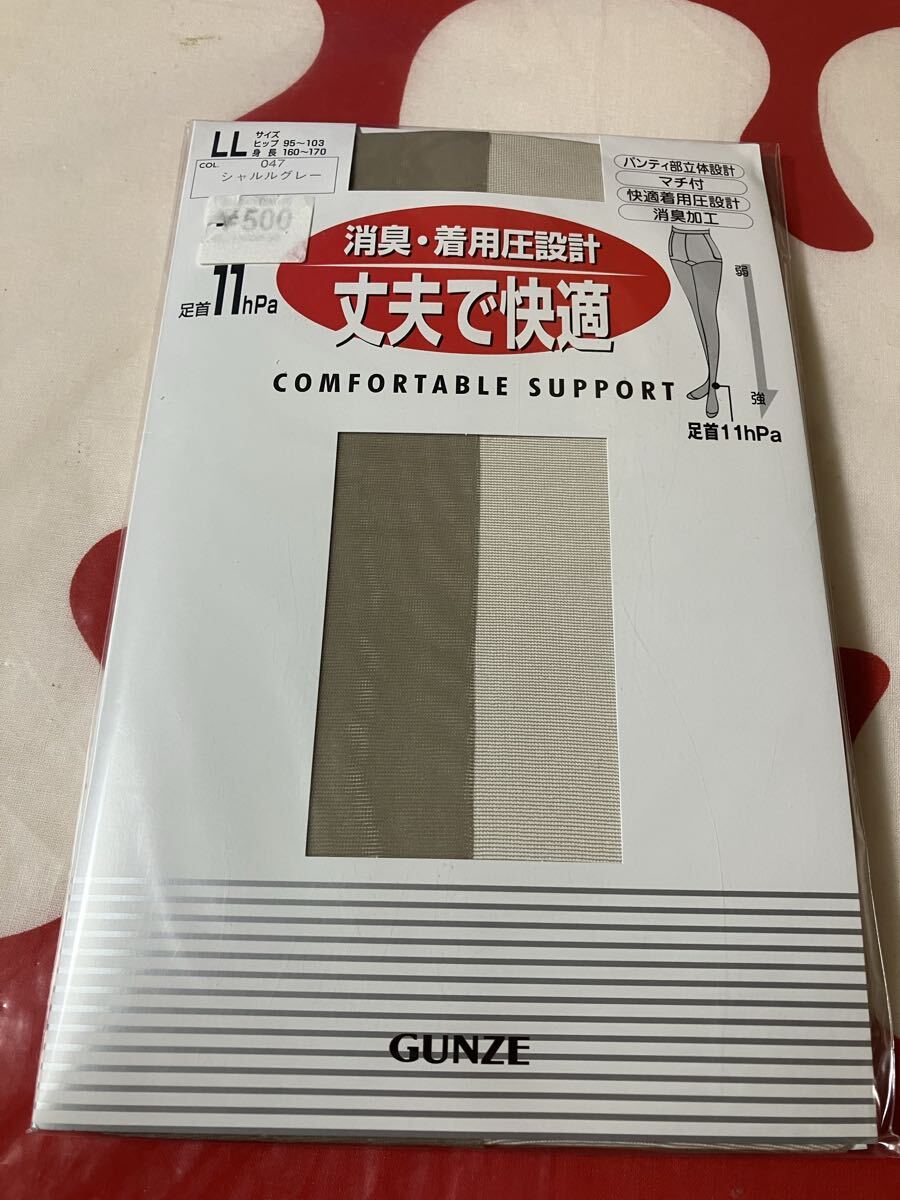 LL
サイズ
ヒップ 95〜103
身長 160〜170
COL.
047
シャルルグレー
¥500
足首11hPa
消臭・着用圧設計
丈夫で快適
COMFORTABLE SUPPORT
パンティ部立体設計
マチ付
快適着用圧設計
消臭加工
弱
強
足首11hPa
GUNZE